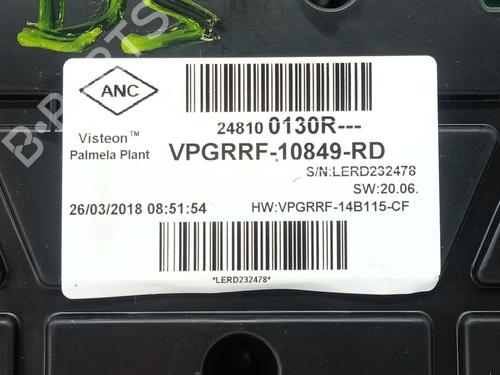 ANC
24810 0130R---
Visteon™
Palmela Plant
VPGRRF-10849-RD
S/N:LERD232478
SW:20.06.
26/03/2018 08:51:54
HW:VPGRRF-14B115-CF
*LERD232478*